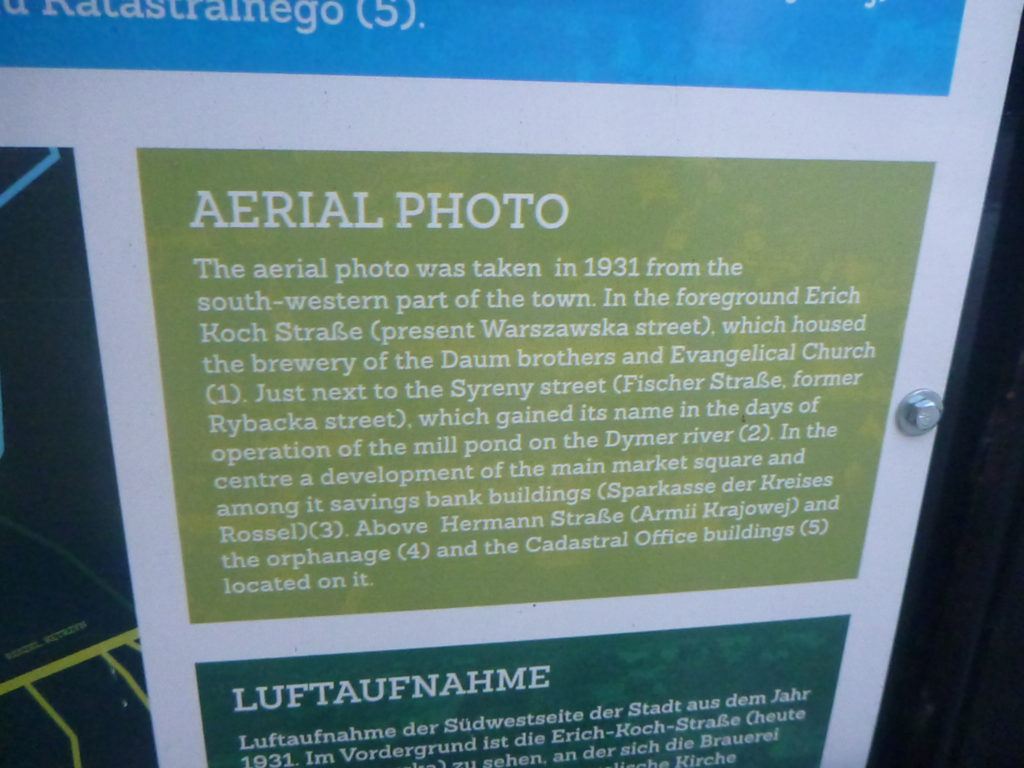 Katastralnego (5).
AERIAL PHOTO
The aerial photo was taken in 1931 from the
south-western part of the town. In the foreground Erich
Koch Straße (present Warszawska street), which housed
the brewery of the Daum brothers and Evangelical Church
(1). Just next to the Syreny street (Fischer Straße, former
Rybacka street), which gained its name in the days of
operation of the mill pond on the Dymer river (2). In the
centre a development of the main market square and
among it savings bank buildings (Sparkasse der Kreises
Rossel)(3). Above Hermann Straße (Armii Krajowej) and
the orphanage (4) and the Cadastral Office buildings (5)
located on it.
LUFTAUFNAHME
Luftaufnahme der Südwestseite der Stadt aus dem Jahr
1931. Im Vordergrund ist die Erich-Koch-Straße (heute
zu sehen, an der sich die Brauerei
Kirche